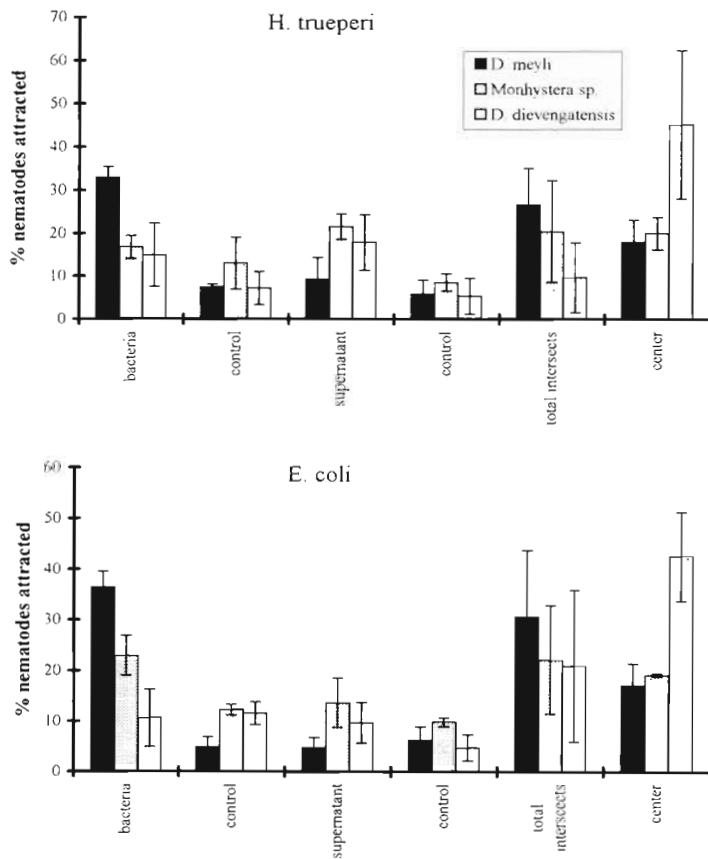 H. trueperi
% nematodes attracted
70
60
50
40
30
20
10
0
D. meyli
Monhystera sp.
D. dievengatensis
bacteria
control
supernatant
control
total intersects
center
E. coli
% nematodes attracted
60
50
40
30
20
10
0
bacteria
control
supernatant
control
total
interscects
center